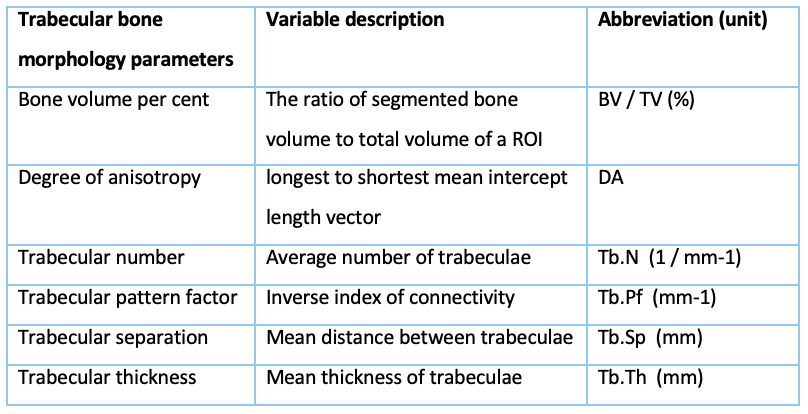 Trabecular bone Variable description Abbreviation (unit)
morphology parameters
Bone volume per cent The ratio of segmented bone BV / TV (%)
volume to total volume of a ROI
Degree of anisotropy longest to shortest mean intercept DA
length vector
Trabecular number Average number of trabeculae Tb.N (1 / mm-1)
Trabecular pattern factor Inverse index of connectivity Tb.Pf (mm-1)
Trabecular separation Mean distance between trabeculae Tb.Sp (mm)
Trabecular thickness Mean thickness of trabeculae Tb.Th (mm)